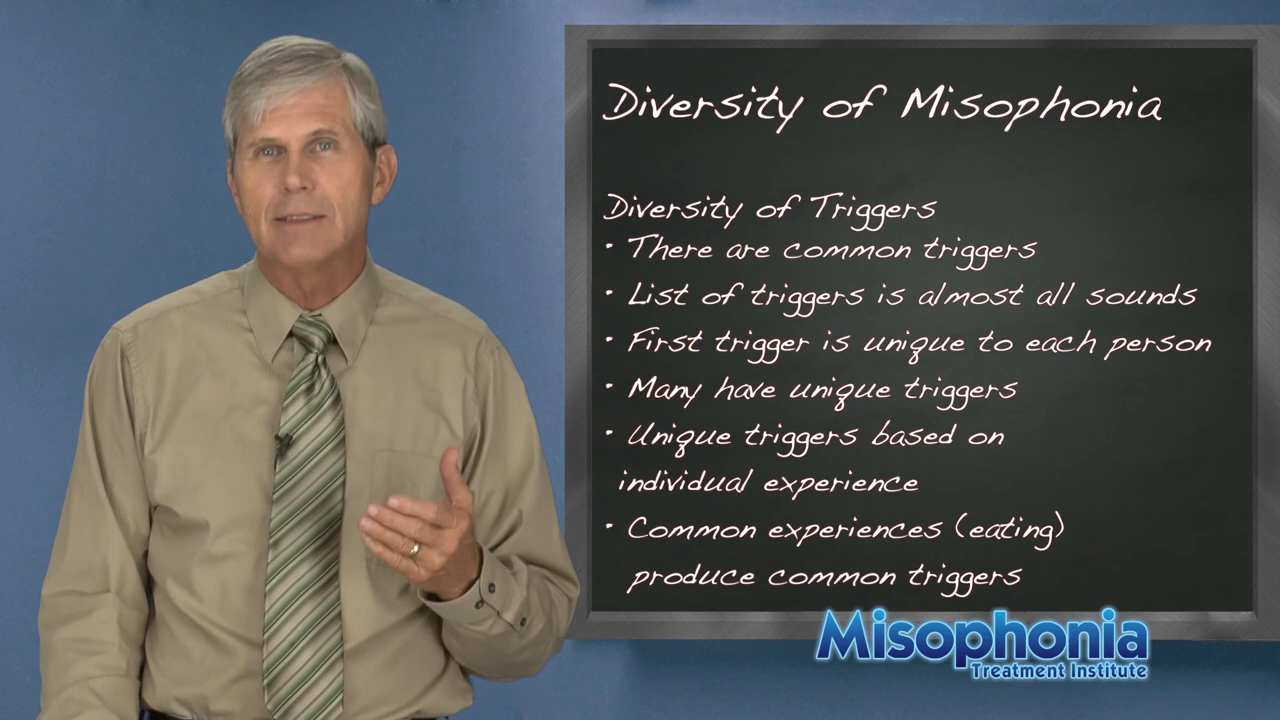 Diversity of Misophonia
Diversity of Triggers
• There are common triggers
• List of triggers is almost all sounds
• First trigger is unique to each person
• Many have unique triggers
• Unique triggers based on
individual experience
• Common experiences (eating)
produce common triggers
Misophonia
Treatment Institute